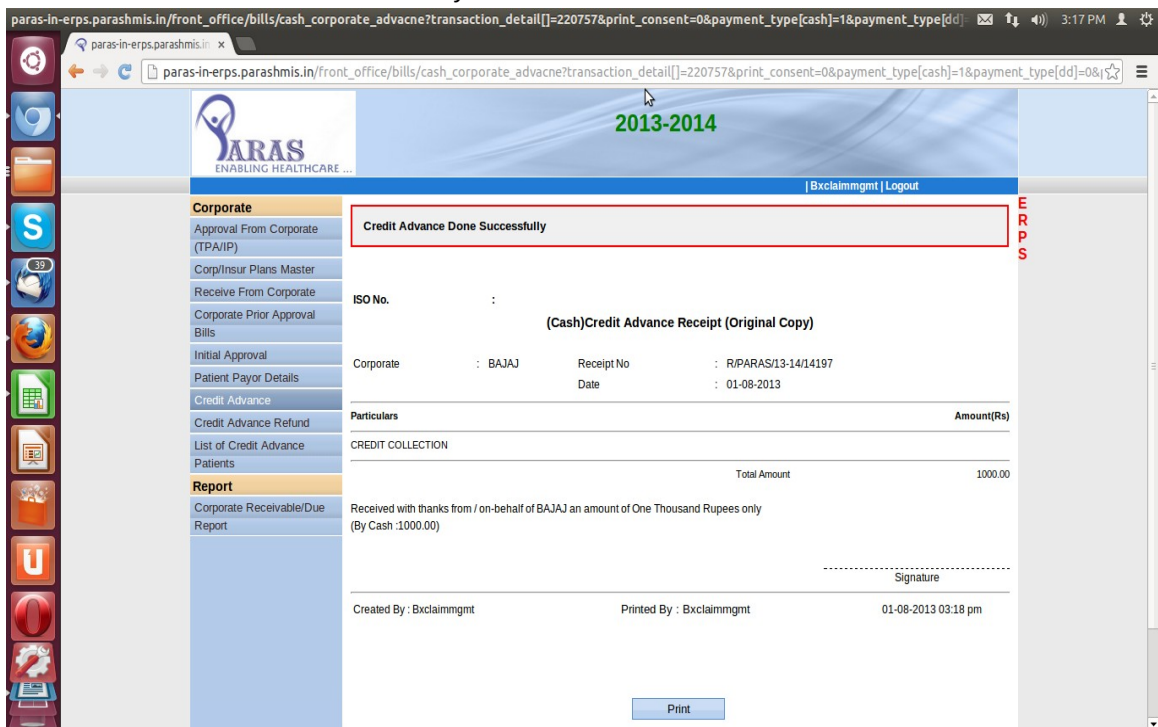 paras-in-erps.parashmis.in/front_office/bills/cash_corporate_advacne?transaction_detail[]=220757&print_consent=0&payment_type[cash]=1&payment_type[dd]= 3:17 PM
paras-in-erps.parashmis.in x
paras-in-erps.parashmis.in/front_office/bills/cash_corporate_advacne?transaction_detail[]=220757&print_consent=0&payment_type[cash]=1&payment_type[dd]=0&
PARAS
ENABLING HEALTHCARE ...
2013-2014
| Bxclaimmgmt | Logout
E
R
P
S
Corporate
Approval From Corporate
(TPA/IP)
Corp/Insur Plans Master
Receive From Corporate
Corporate Prior Approval
Bills
Initial Approval
Patient Payor Details
Credit Advance
Credit Advance Refund
List of Credit Advance
Patients
Report
Corporate Receivable/Due
Report
Credit Advance Done Successfully
ISO No. :
(Cash)Credit Advance Receipt (Original Copy)
Corporate : BAJAJ Receipt No : R/PARAS/13-14/14197
Date : 01-08-2013
Particulars Amount(Rs)
CREDIT COLLECTION
Total Amount 1000.00
Received with thanks from / on-behalf of BAJAJ an amount of One Thousand Rupees only
(By Cash :1000.00)
Signature
Created By : Bxclaimmgmt Printed By : Bxclaimmgmt 01-08-2013 03:18 pm
Print
S
39
U